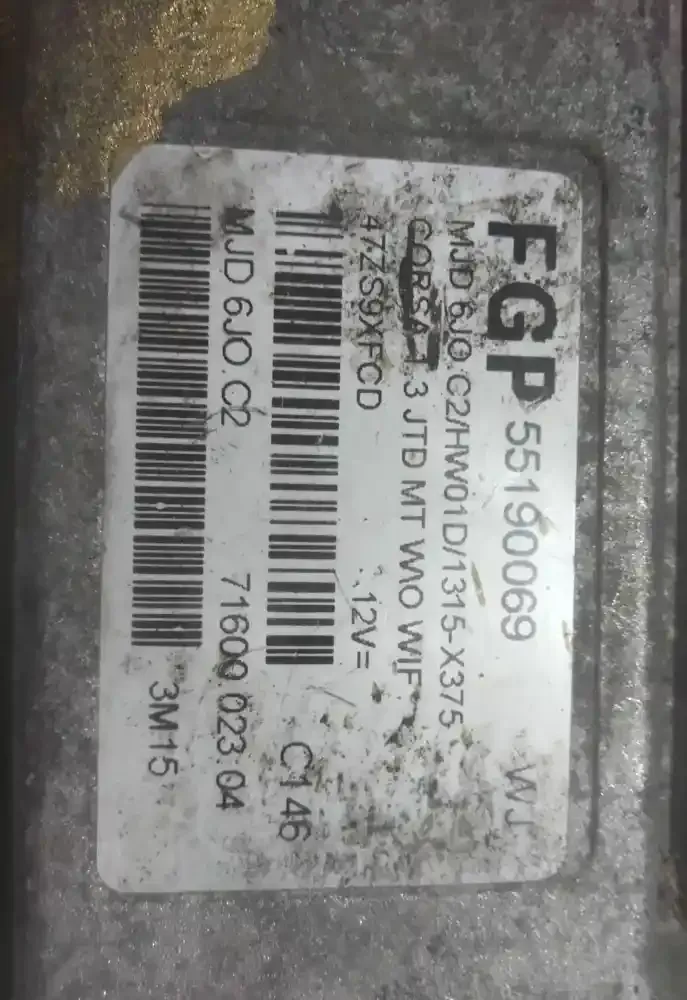 FGP 55190069 WJ
MJD 6JO.C2/HW01D/1315-X375
CORSA 1.3 JTD MT W\O WIF
47ZS9XFCD 12V=
C146
MJD 6JO.C2 71600.023.04
3M15